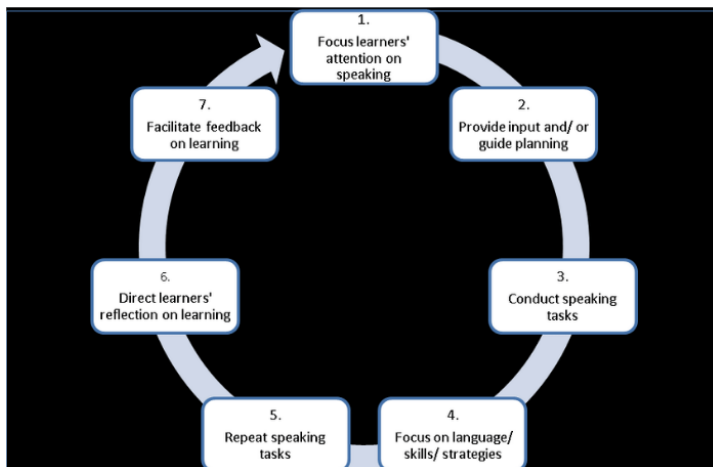 1.
Focus learners'
attention on
speaking
2.
Provide input and/ or
guide planning
3.
Conduct speaking
tasks
4.
Focus on language/
skills/ strategies
5.
Repeat speaking
tasks
6.
Direct learners'
reflection on learning
7.
Facilitate feedback
on learning